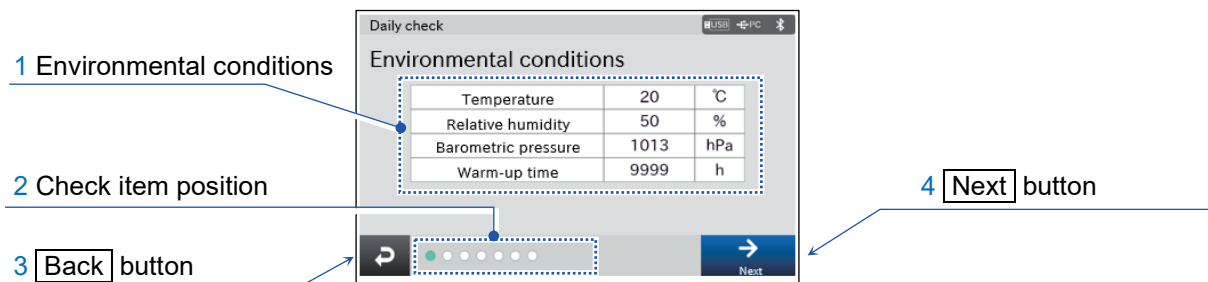 Daily check USB PC
Environmental conditions
Temperature 20 ℃
Relative humidity 50 %
Barometric pressure 1013 hPa
Warm-up time 9999 h
Next
1 Environmental conditions
2 Check item position
3 Back button
4 Next button